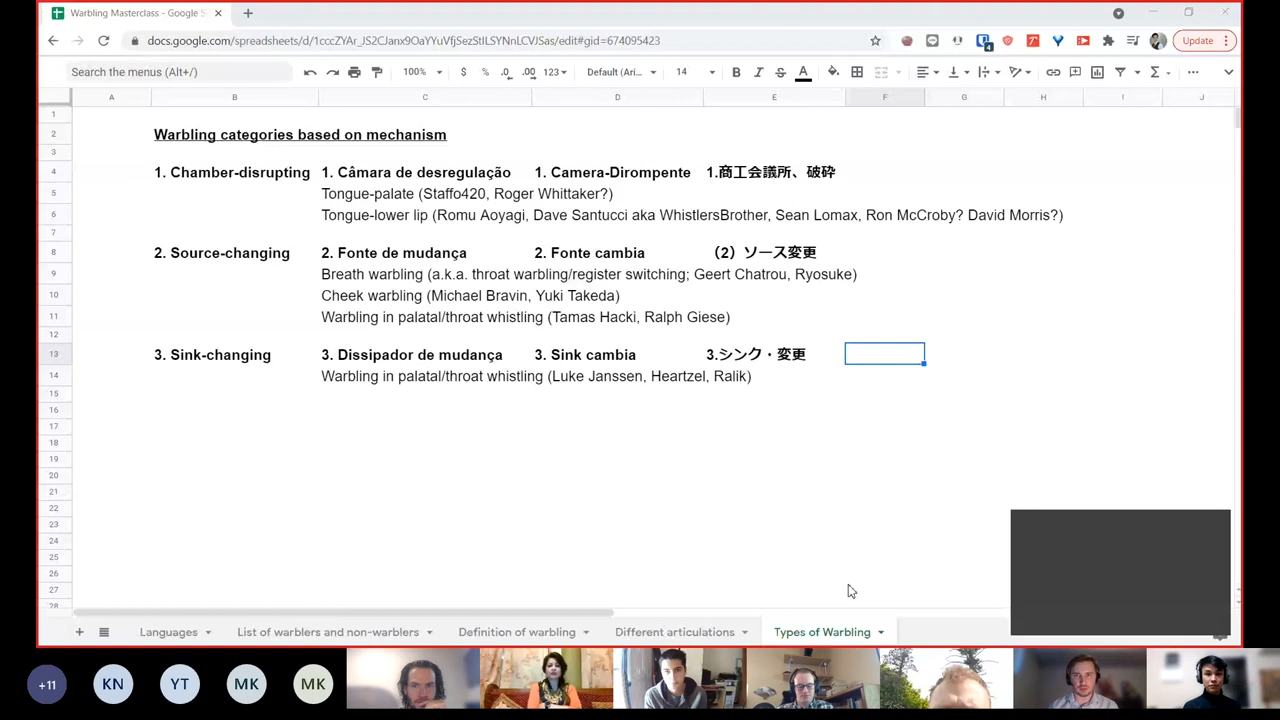 Warbling Masterclass - Google S
docs.google.com/spreadsheets/d/1cccZYAr_JS2CJanx9OaYYuVfjSezStlLSYNnLCVISas/edit#gid=674095423
4
Update
Search the menus (Alt+/)
100% $ % .0 .00 123 Default (Ari... 14 B I S A
A B C D E F G H I J
1
2 Warbling categories based on mechanism
3
4 1. Chamber-disrupting 1. Câmara de desregulação 1. Camera-Dirompente 1.商工会議所、破砕
5 Tongue-palate (Staffo420, Roger Whittaker?)
6 Tongue-lower lip (Romu Aoyagi, Dave Santucci aka WhistlersBrother, Sean Lomax, Ron McCroby? David Morris?)
7
8 2. Source-changing 2. Fonte de mudança 2. Fonte cambia （2）ソース変更
9 Breath warbling (a.k.a. throat warbling/register switching; Geert Chatrou, Ryosuke)
10 Cheek warbling (Michael Bravin, Yuki Takeda)
11 Warbling in palatal/throat whistling (Tamas Hacki, Ralph Giese)
12
13 3. Sink-changing 3. Dissipador de mudança 3. Sink cambia 3.シンク・変更
14 Warbling in palatal/throat whistling (Luke Janssen, Heartzel, Ralik)
15
16
17
18
19
20
21
22
23
24
25
26
27
28
+ Languages List of warblers and non-warblers Definition of warbling Different articulations Types of Warbling
+11 KN YT MK MK